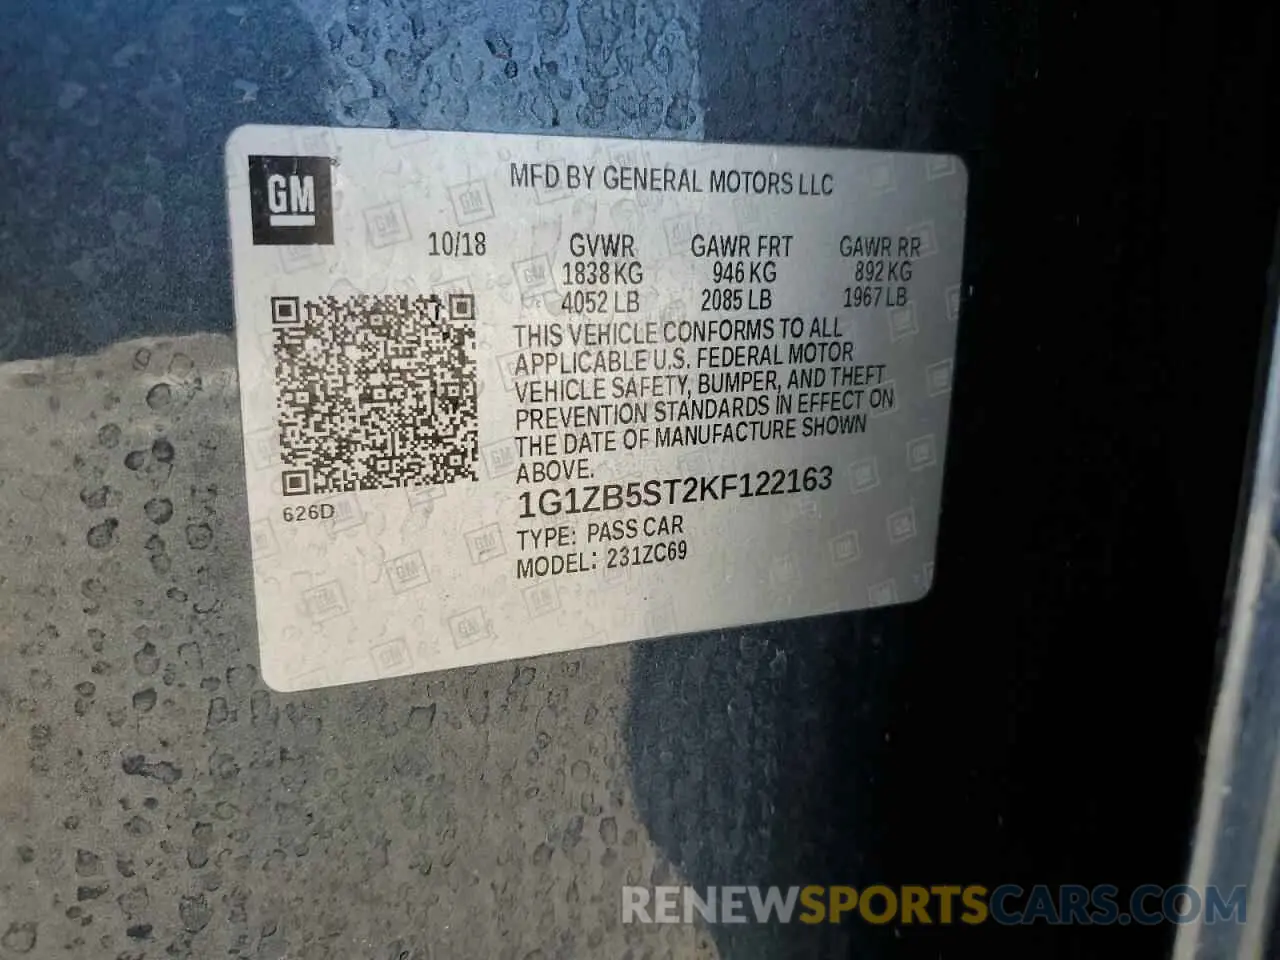 GM
MFD BY GENERAL MOTORS LLC
10/18 GVWR GAWR FRT GAWR RR
1838 KG 946 KG 892 KG
4052 LB 2085 LB 1967 LB
THIS VEHICLE CONFORMS TO ALL
APPLICABLE U.S. FEDERAL MOTOR
VEHICLE SAFETY, BUMPER, AND THEFT
PREVENTION STANDARDS IN EFFECT ON
THE DATE OF MANUFACTURE SHOWN
ABOVE.
1G1ZB5ST2KF122163
626D
TYPE: PASS CAR
MODEL: 231ZC69
RENEWSPORTSCARS.COM